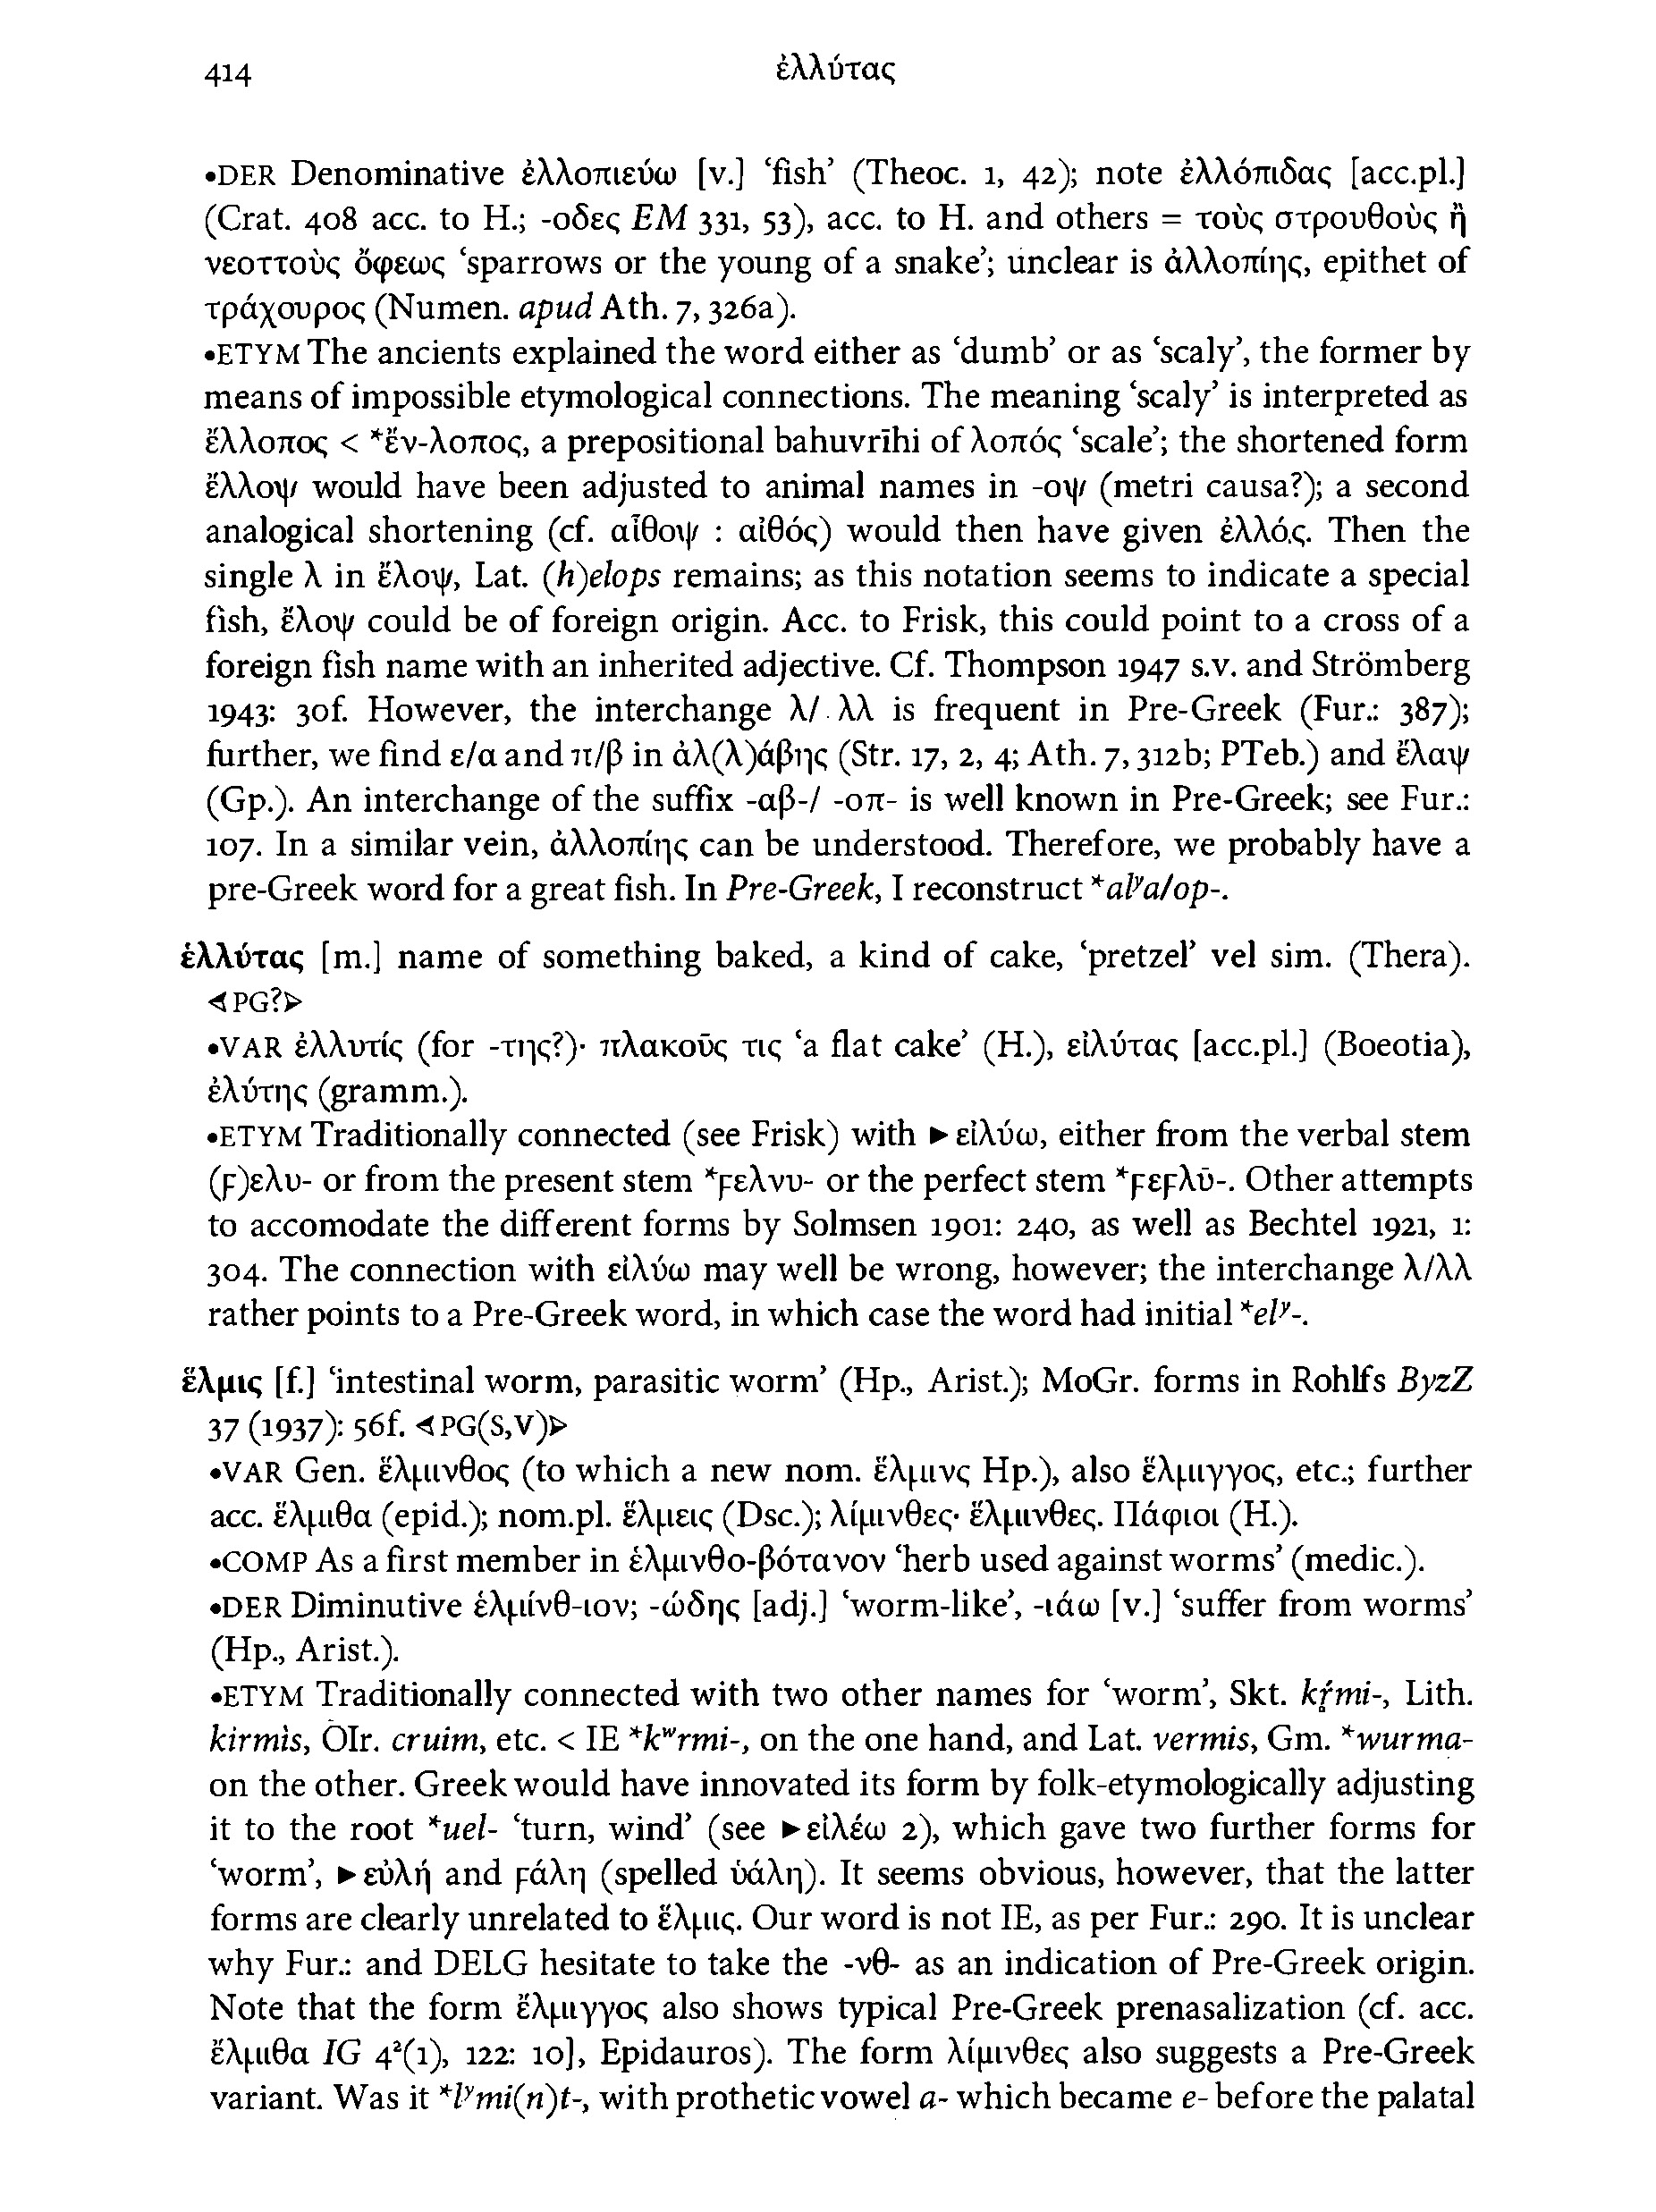 414 ἐλλύτας
•DER Denominative ἐλλοπιεύω [v.] ‘fish’ (Theoc. 1, 42); note ἐλλόπιδας [acc.pl.]
(Crat. 408 acc. to H.; -οδες EM 331, 53), acc. to H. and others = τοὺς στρουθοὺς ἢ
νεοττοὺς ὄφεως ‘sparrows or the young of a snake’; unclear is ἀλλοπίης, epithet of
τράχουρος (Numen. apud Ath. 7, 326a).
•ETYM The ancients explained the word either as ‘dumb’ or as ‘scaly’, the former by
means of impossible etymological connections. The meaning ‘scaly’ is interpreted as
ἔλλοπος < *ἔν-λοπος, a prepositional bahuvrīhi of λοπός ‘scale’; the shortened form
ἔλλοψ would have been adjusted to animal names in -οψ (metri causa?); a second
analogical shortening (cf. αἶθοψ : αἰθός) would then have given ἐλλός. Then the
single λ in ἔλοψ, Lat. (h)elops remains; as this notation seems to indicate a special
fish, ἔλοψ could be of foreign origin. Acc. to Frisk, this could point to a cross of a
foreign fish name with an inherited adjective. Cf. Thompson 1947 s.v. and Strömberg
1943: 30f. However, the interchange λ/ λλ is frequent in Pre-Greek (Fur.: 387);
further, we find ε/α and π/β in ἀλ(λ)άβης (Str. 17, 2, 4; Ath. 7, 312b; PTeb.) and ἔλαψ
(Gp.). An interchange of the suffix -αβ-/ -οπ- is well known in Pre-Greek; see Fur.:
107. In a similar vein, ἀλλοπίης can be understood. Therefore, we probably have a
pre-Greek word for a great fish. In Pre-Greek, I reconstruct *alʸa/op-.
ἐλλύτας [m.] name of something baked, a kind of cake, ‘pretzel’ vel sim. (Thera).
⊲PG?⊳
•VAR ἐλλυτίς (for -της?)· πλακοῦς τις ‘a flat cake’ (H.), εἰλύτας [acc.pl.] (Boeotia),
ἐλύτης (gramm.).
•ETYM Traditionally connected (see Frisk) with ►εἰλύω, either from the verbal stem
(ϝ)ελυ- or from the present stem *ϝελνυ- or the perfect stem *ϝεϝλῡ-. Other attempts
to accomodate the different forms by Solmsen 1901: 240, as well as Bechtel 1921, 1:
304. The connection with εἰλύω may well be wrong, however; the interchange λ/λλ
rather points to a Pre-Greek word, in which case the word had initial *elʸ-.
ἕλμις [f.] ‘intestinal worm, parasitic worm’ (Hp., Arist.); MoGr. forms in Rohlfs ByzZ
37 (1937): 56f. ⊲PG(S,V)⊳
•VAR Gen. ἕλμινθος (to which a new nom. ἕλμινς Hp.), also ἕλμιγγος, etc.; further
acc. ἕλμιθα (epid.); nom.pl. ἕλμεις (Dsc.); λίμινθες· ἕλμινθες. Πάφιοι (H.).
•COMP As a first member in ἑλμινθο-βότανον ‘herb used against worms’ (medic.).
•DER Diminutive ἑλμίνθ-ιον; -ώδης [adj.] ‘worm-like’, -ιάω [v.] ‘suffer from worms’
(Hp., Arist.).
•ETYM Traditionally connected with two other names for ‘worm’, Skt. kŕ̥mi-, Lith.
kirmìs, OIr. cruim, etc. < IE *kʷrmi-, on the one hand, and Lat. vermis, Gm. *wurma-
on the other. Greek would have innovated its form by folk-etymologically adjusting
it to the root *uel- ‘turn, wind’ (see ►εἰλέω 2), which gave two further forms for
‘worm’, ►εὐλή and ϝάλη (spelled ὑάλη). It seems obvious, however, that the latter
forms are clearly unrelated to ἕλμις. Our word is not IE, as per Fur.: 290. It is unclear
why Fur.: and DELG hesitate to take the -νθ- as an indication of Pre-Greek origin.
Note that the form ἕλμιγγος also shows typical Pre-Greek prenasalization (cf. acc.
ἕλμιθα IG 4²(1), 122: 10], Epidauros). The form λίμινθες also suggests a Pre-Greek
variant. Was it *lʸmi(n)t-, with prothetic vowel a- which became e- before the palatal